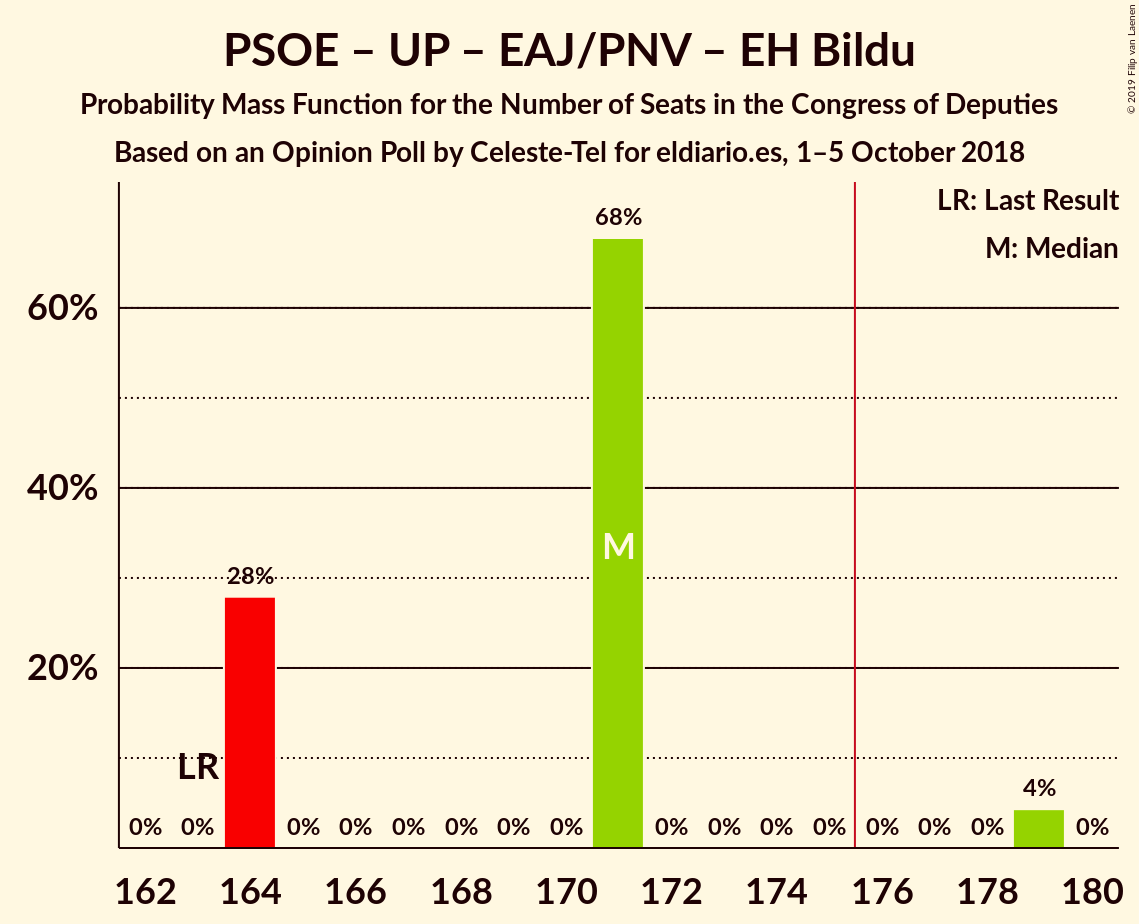 PSOE – UP – EAJ/PNV – EH Bildu
Probability Mass Function for the Number of Seats in the Congress of Deputies
Based on an Opinion Poll by Celeste-Tel for eldiario.es, 1–5 October 2018
© 2019 Filip van Laenen
LR: Last Result
M: Median
68%
60%
M
40%
28%
20%
LR
4%
0% 0% 0% 0% 0% 0% 0% 0% 0% 0% 0% 0% 0% 0% 0% 0%
162 164 166 168 170 172 174 176 178 180